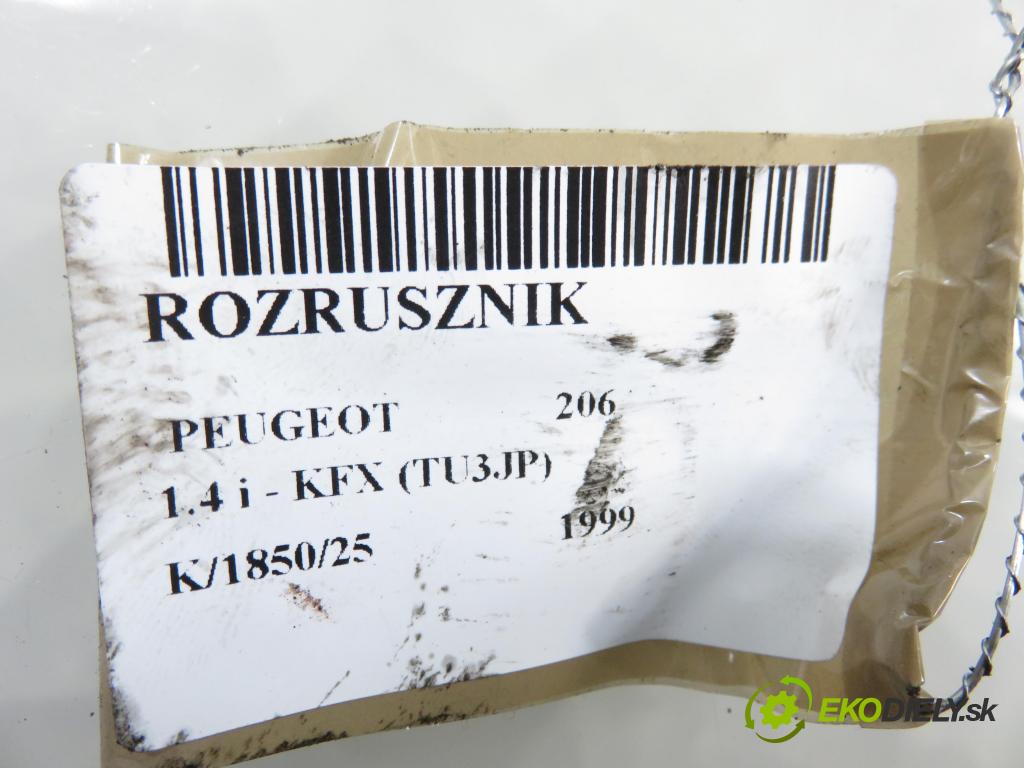 ROZRUSZNIK
PEUGEOT 206
1.4 i - KFX (TU3JP)
K/1850/25 1999
EKODIELY.sk